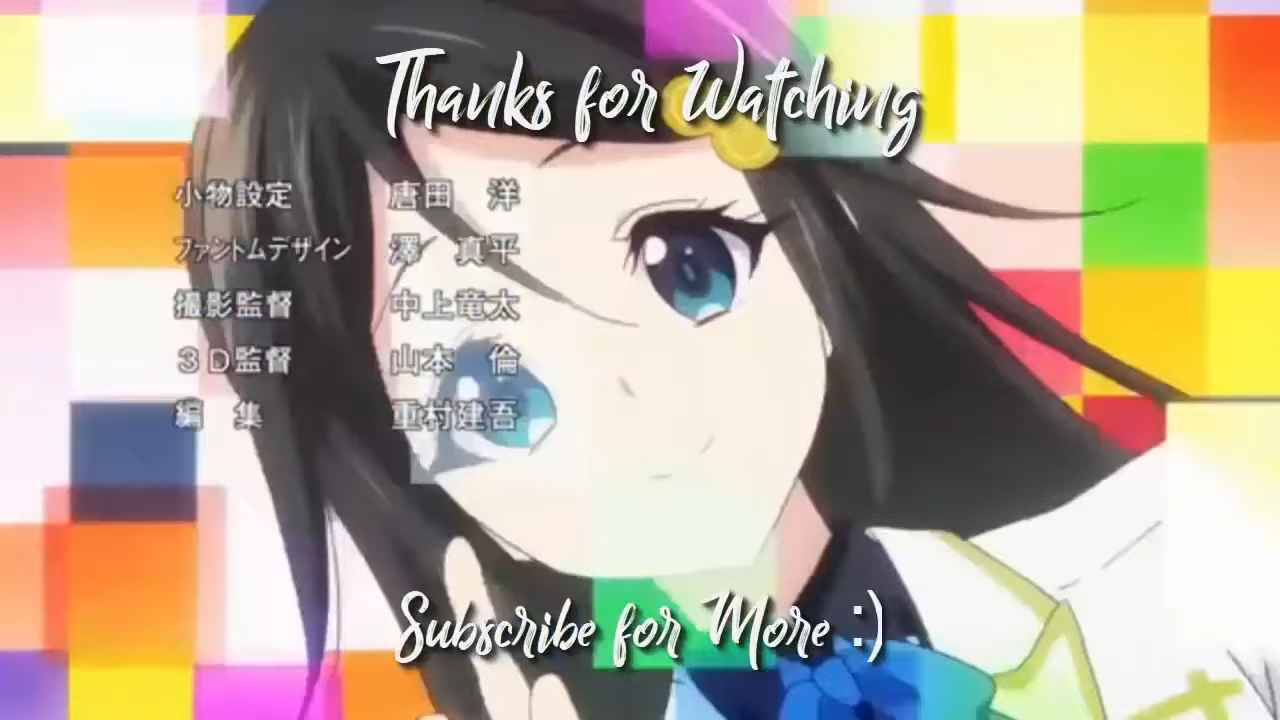 Thanks for Watching
小物設定 唐田 洋
ファントムデザイン 澤 真平
撮影監督 中上竜太
3D監督 山本 倫
編 集 重村建吾
Subscribe for More :)